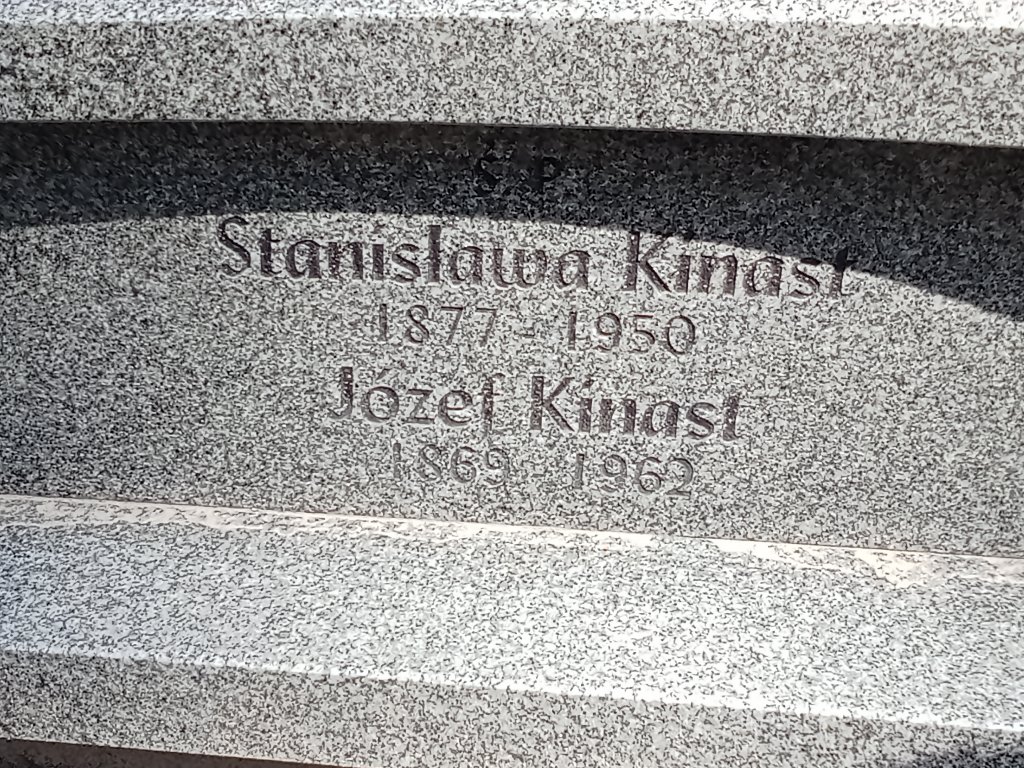 Ś P
Stanisława Kinast
1877 - 1950
Józef Kinast
1869 - 1962